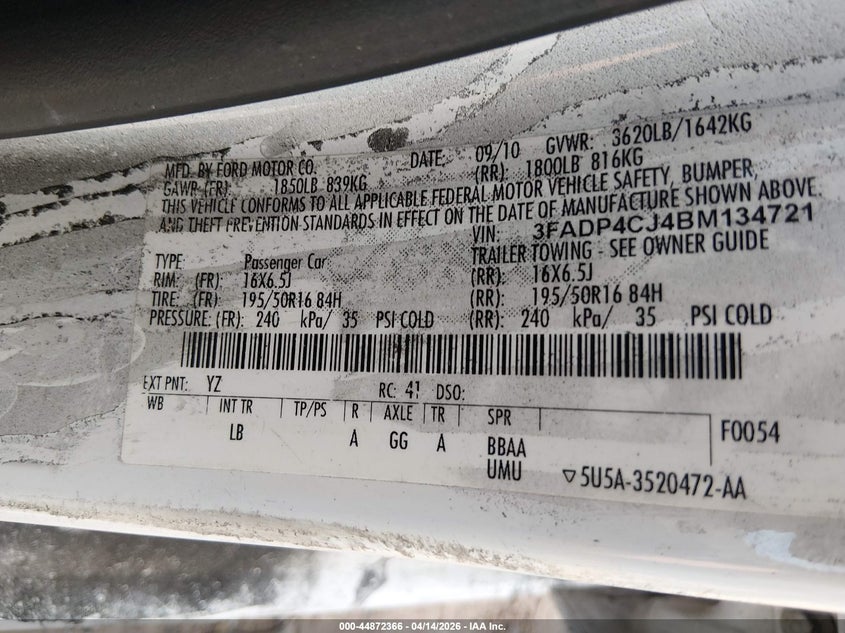 MFD. BY FORD MOTOR CO. DATE: 09/10 GVWR: 3620LB/1642KG
GAWR (FR): 1850LB 839KG (RR): 1800LB 816KG
THIS VEHICLE CONFORMS TO ALL APPLICABLE FEDERAL MOTOR VEHICLE SAFETY, BUMPER,
AND THEFT PREVENTION STANDARDS IN EFFECT ON THE DATE OF MANUFACTURE SHOWN ABOVE.
VIN: 3FADP4CJ4BM134721
TYPE: Passenger Car TRAILER TOWING - SEE OWNER GUIDE
RIM: (FR): 16X6.5J (RR): 16X6.5J
TIRE: (FR): 195/50R16 84H (RR): 195/50R16 84H
PRESSURE: (FR): 240 kPa/ 35 PSI COLD (RR): 240 kPa/ 35 PSI COLD
EXT PNT: YZ RC: 41 DSO:
WB INT TR TP/PS R AXLE TR SPR F0054
LB A GG A BBAA
UMU ▽5U5A-3520472-AA
000-44872366 - 04/14/2026 - IAA Inc.